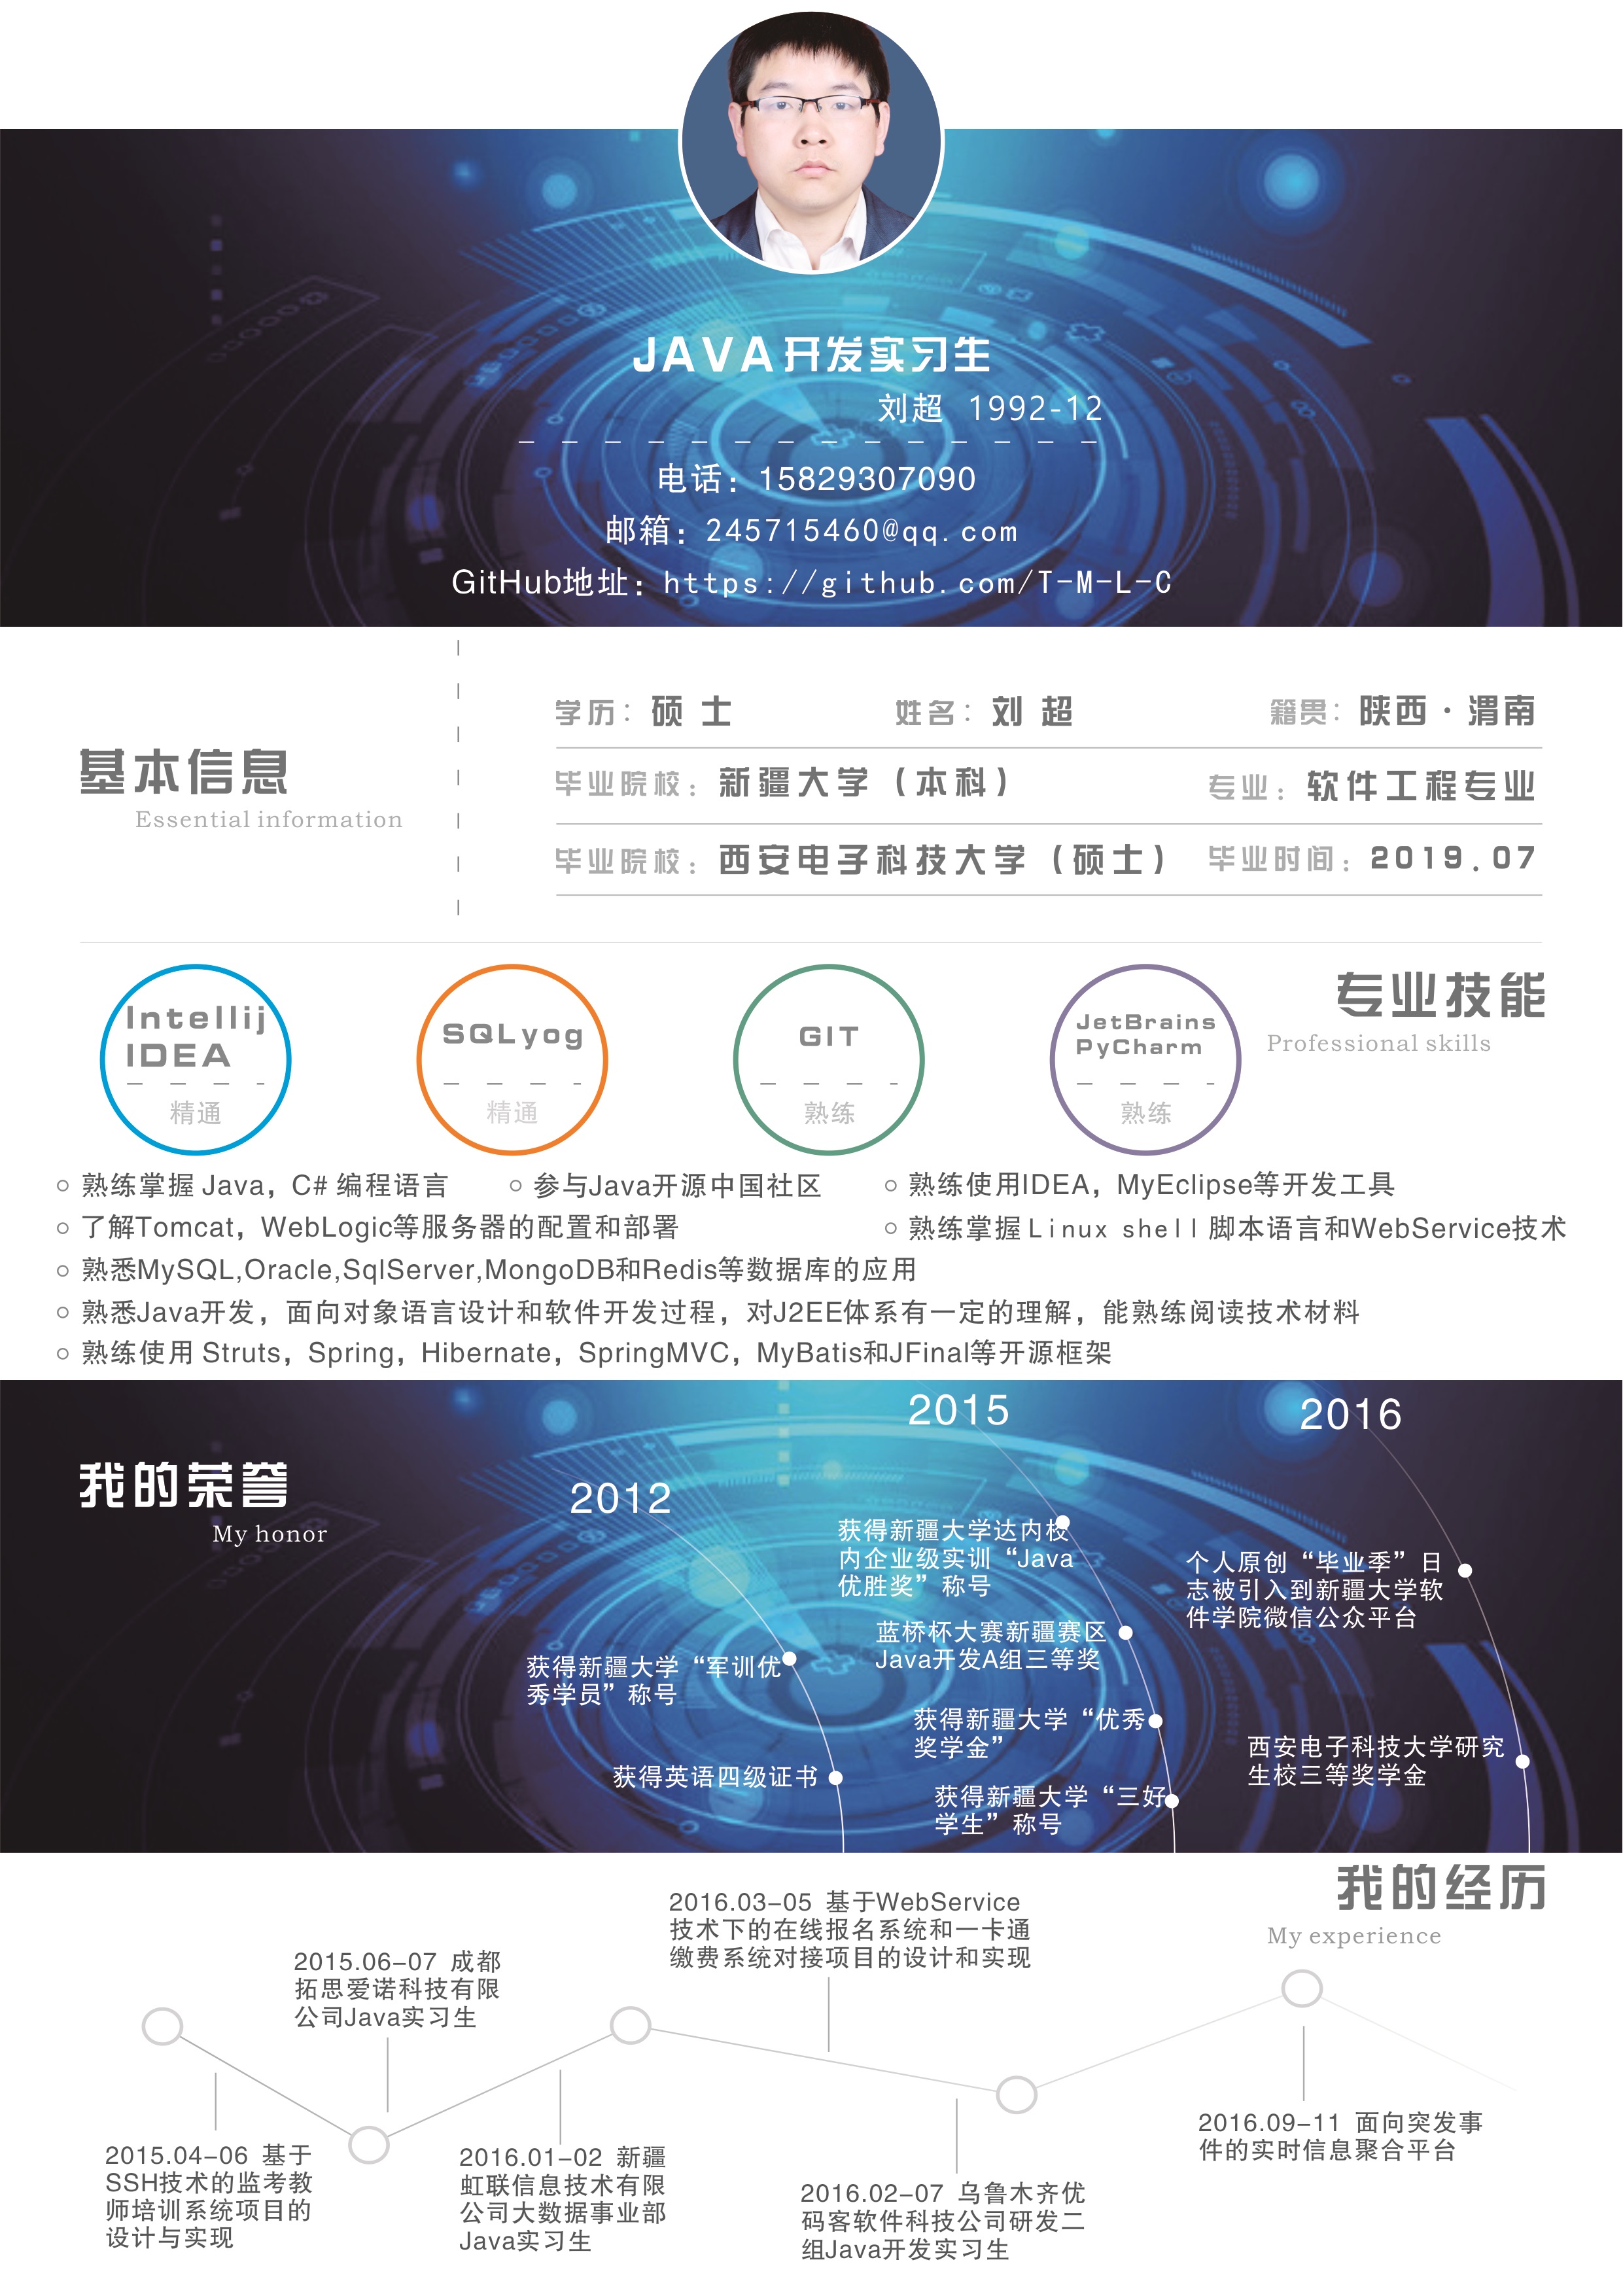 JAVA开发实习生
刘超 1992-12
电话：15829307090
邮箱：245715460@qq.com
GitHub地址：https://github.com/T-M-L-C
基本信息
Essential information
学历：硕 士 姓名：刘 超 籍贯：陕西·渭南
毕业院校：新疆大学（本科） 专业：软件工程专业
毕业院校：西安电子科技大学（硕士） 毕业时间：2019.07
专业技能
Professional skills
Intellij
IDEA
精通
SQLyog
精通
GIT
熟练
JetBrains
PyCharm
熟练
熟练掌握 Java，C# 编程语言
参与Java开源中国社区
熟练使用IDEA，MyEclipse等开发工具
了解Tomcat，WebLogic等服务器的配置和部署
熟练掌握Linux shell脚本语言和WebService技术
熟悉MySQL,Oracle,SqlServer,MongoDB和Redis等数据库的应用
熟悉Java开发，面向对象语言设计和软件开发过程，对J2EE体系有一定的理解，能熟练阅读技术材料
熟练使用 Struts，Spring，Hibernate，SpringMVC，MyBatis和JFinal等开源框架
我的荣誉
My honor
2012
获得新疆大学“军训优
秀学员”称号
获得英语四级证书
2015
获得新疆大学达内校
内企业级实训“Java
优胜奖”称号
蓝桥杯大赛新疆赛区
Java开发A组三等奖
获得新疆大学“优秀
奖学金”
获得新疆大学“三好
学生”称号
2016
个人原创“毕业季”日
志被引入到新疆大学软
件学院微信公众平台
西安电子科技大学研究
生校三等奖学金
我的经历
My experience
2015.04-06 基于
SSH技术的监考教
师培训系统项目的
设计与实现
2015.06-07 成都
拓思爱诺科技有限
公司Java实习生
2016.01-02 新疆
虹联信息技术有限
公司大数据事业部
Java实习生
2016.03-05 基于WebService
技术下的在线报名系统和一卡通
缴费系统对接项目的设计和实现
2016.02-07 乌鲁木齐优
码客软件科技公司研发二
组Java开发实习生
2016.09-11 面向突发事
件的实时信息聚合平台